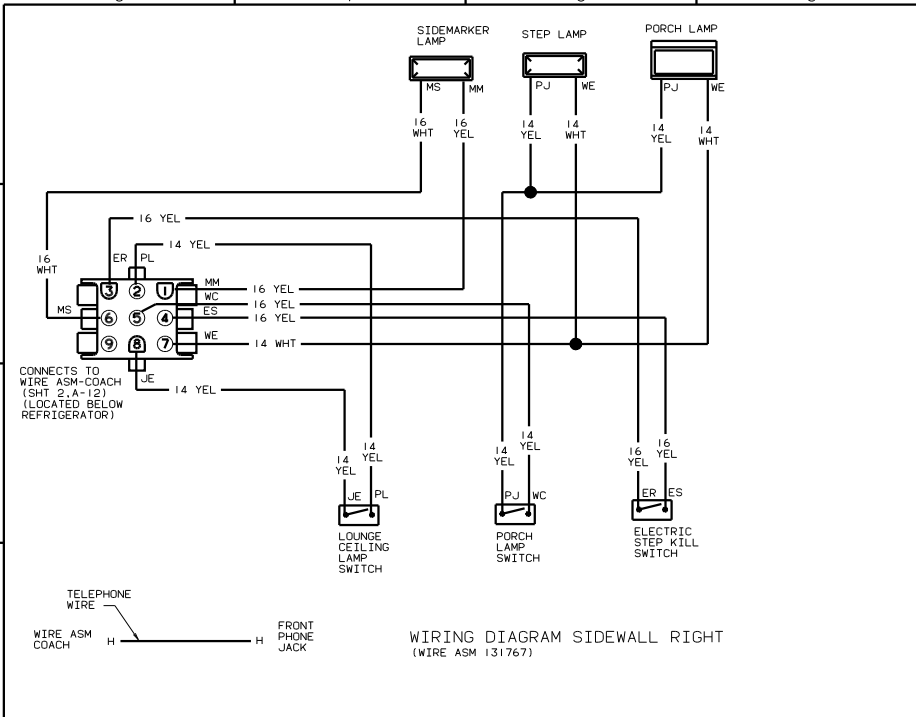 SIDEMARKER
LAMP
STEP LAMP
PORCH LAMP
MS
MM
PJ
WE
PJ
WE
16
WHT
16
YEL
14
YEL
14
WHT
14
YEL
14
WHT
16 YEL
14 YEL
16
WHT
ER
PL
MM
16 YEL
WC
16 YEL
ES
16 YEL
MS
WE
14 WHT
3
2
1
6
5
4
9
8
7
JE
14 YEL
CONNECTS TO
WIRE ASM-COACH
(SHT 2,A-12)
(LOCATED BELOW
REFRIGERATOR)
14
YEL
14
YEL
14
YEL
14
YEL
16
YEL
16
YEL
JE
PL
PJ
WC
ER
ES
LOUNGE
CEILING
LAMP
SWITCH
PORCH
LAMP
SWITCH
ELECTRIC
STEP KILL
SWITCH
TELEPHONE
WIRE
WIRE ASM
COACH
H
H
FRONT
PHONE
JACK
WIRING DIAGRAM SIDEWALL RIGHT
(WIRE ASM 131767)